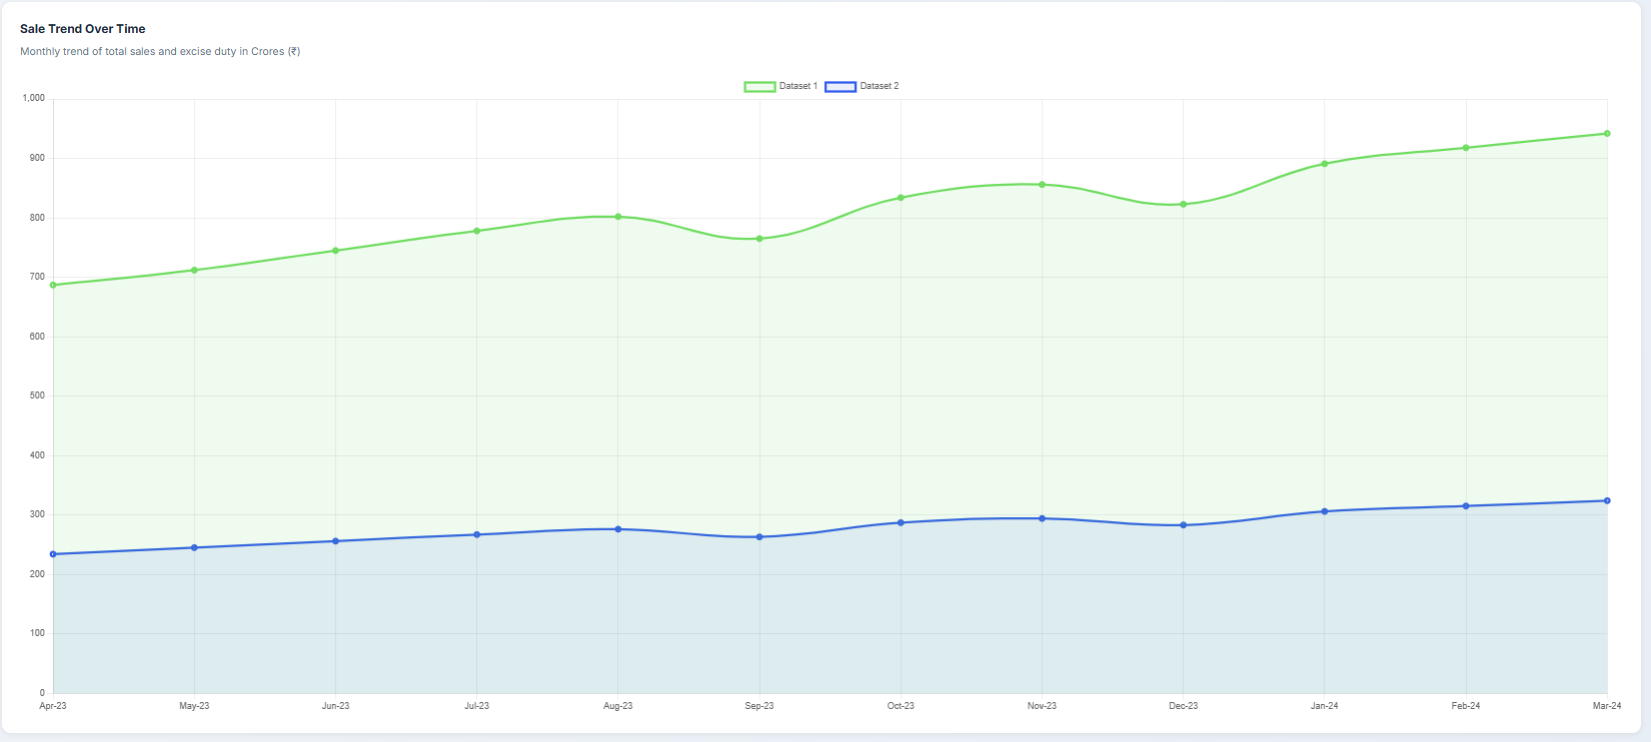 Sale Trend Over Time
Monthly trend of total sales and excise duty in Crores (₹)
Dataset 1 Dataset 2
1,000
900
800
700
600
500
400
300
200
100
0
Apr-23 May-23 Jun-23 Jul-23 Aug-23 Sep-23 Oct-23 Nov-23 Dec-23 Jan-24 Feb-24 Mar-24